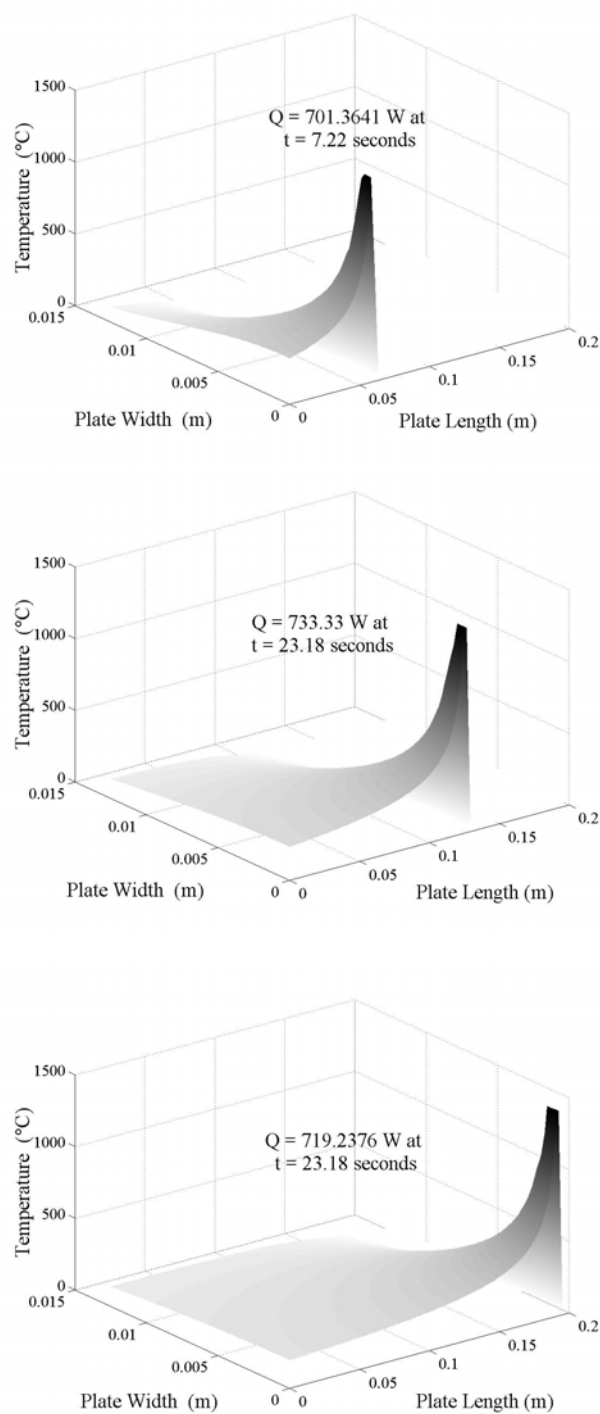 1500
Q = 701.3641 W at
t = 7.22 seconds
Temperature (°C)
1000
500
0
0.015
0.01
0.005
0
0
0.05
0.1
0.15
0.2
Plate Width (m)
Plate Length (m)
1500
Q = 733.33 W at
t = 23.18 seconds
Temperature (°C)
1000
500
0
0.015
0.01
0.005
0
0
0.05
0.1
0.15
0.2
Plate Width (m)
Plate Length (m)
1500
Q = 719.2376 W at
t = 23.18 seconds
Temperature (°C)
1000
500
0
0.015
0.01
0.005
0
0
0.05
0.1
0.15
0.2
Plate Width (m)
Plate Length (m)